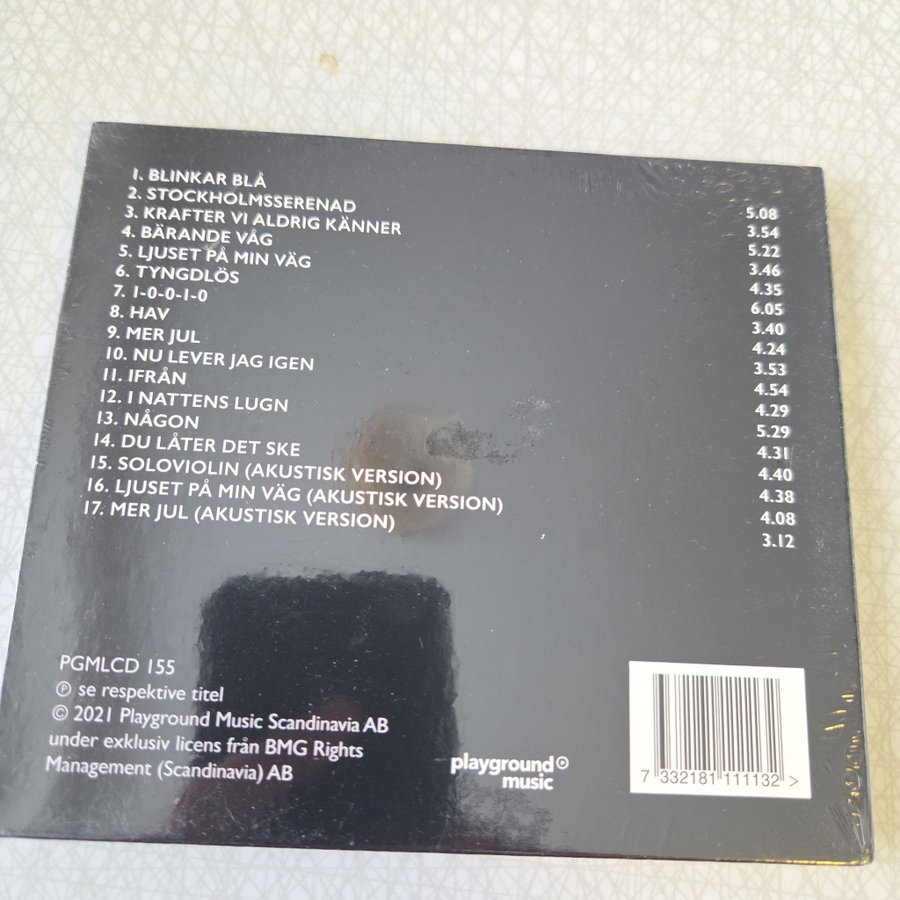 1. BLINKAR BLÅ 5.08
2. STOCKHOLMSSERENAD 3.54
3. KRAFTER VI ALDRIG KÄNNER 5.22
4. BÄRANDE VÅG 3.46
5. LJUSET PÅ MIN VÄG 4.35
6. TYNGDLÖS 6.05
7. 1-0-0-1-0 3.40
8. HAV 4.24
9. MER JUL 3.53
10. NU LEVER JAG IGEN 4.54
11. IFRÅN 4.29
12. I NATTENS LUGN 5.29
13. NÅGON 4.31
14. DU LÅTER DET SKE 4.40
15. SOLOVIOLIN (AKUSTISK VERSION) 4.38
16. LJUSET PÅ MIN VÄG (AKUSTISK VERSION) 4.08
17. MER JUL (AKUSTISK VERSION) 3.12
PGMLCD 155
℗ se respektive titel
© 2021 Playground Music Scandinavia AB
under exklusiv licens från BMG Rights
Management (Scandinavia) AB
playground
music
7 332181 111132 >